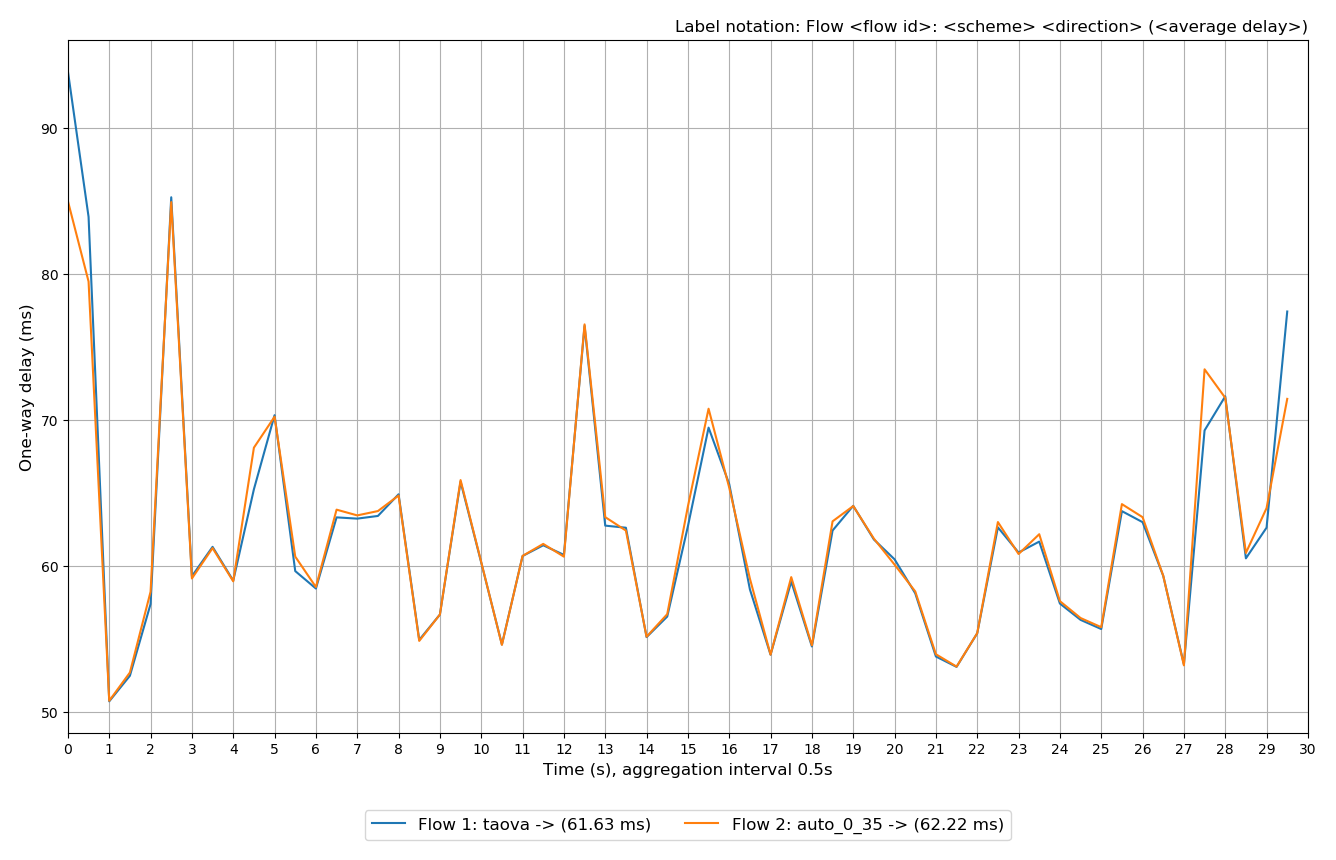 Label notation: Flow <flow id>: <scheme> <direction> (<average delay>)
One-way delay (ms)
90
80
70
60
50
0 1 2 3 4 5 6 7 8 9 10 11 12 13 14 15 16 17 18 19 20 21 22 23 24 25 26 27 28 29 30
Time (s), aggregation interval 0.5s
Flow 1: taova -> (61.63 ms) Flow 2: auto_0_35 -> (62.22 ms)